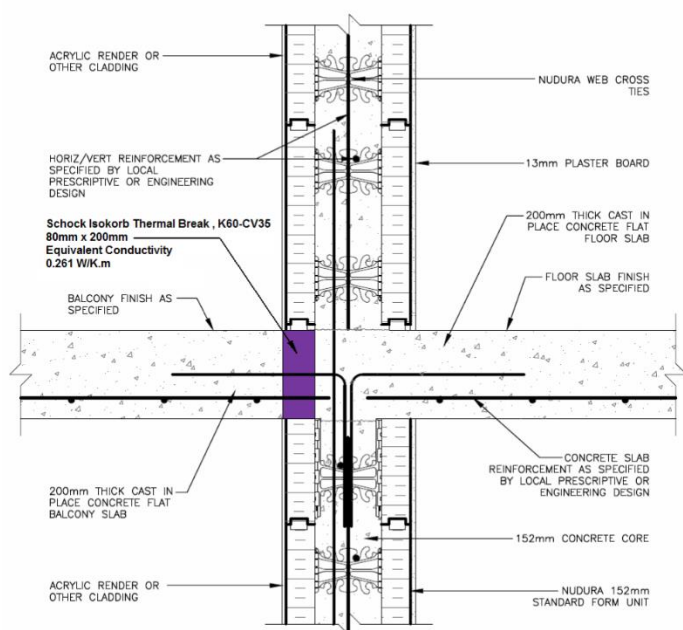 ACRYLIC RENDER OR
OTHER CLADDING
NUDURA WEB CROSS
TIES
HORIZ/VERT REINFORCEMENT AS
SPECIFIED BY LOCAL
PRESCRIPTIVE OR ENGINEERING
DESIGN
13mm PLASTER BOARD
Schock Isokorb Thermal Break , K60-CV35
80mm x 200mm
Equivalent Conductivity
0.261 W/K.m
200mm THICK CAST IN
PLACE CONCRETE FLAT
FLOOR SLAB
BALCONY FINISH AS
SPECIFIED
FLOOR SLAB FINISH
AS SPECIFIED
200mm THICK CAST IN
PLACE CONCRETE FLAT
BALCONY SLAB
CONCRETE SLAB
REINFORCEMENT AS SPECIFIED
BY LOCAL PRESCRIPTIVE OR
ENGINEERING DESIGN
152mm CONCRETE CORE
ACRYLIC RENDER OR
OTHER CLADDING
NUDURA 152mm
STANDARD FORM UNIT